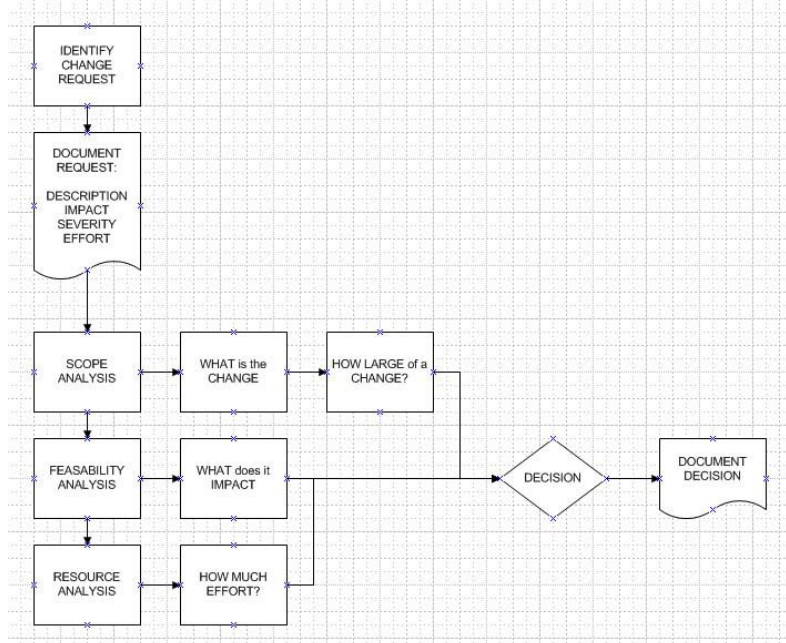 IDENTIFY
CHANGE
REQUEST
DOCUMENT
REQUEST:
DESCRIPTION
IMPACT
SEVERITY
EFFORT
SCOPE
ANALYSIS
WHAT is the
CHANGE
HOW LARGE of a
CHANGE?
FEASABILITY
ANALYSIS
WHAT does it
IMPACT
DECISION
DOCUMENT
DECISION
RESOURCE
ANALYSIS
HOW MUCH
EFFORT?